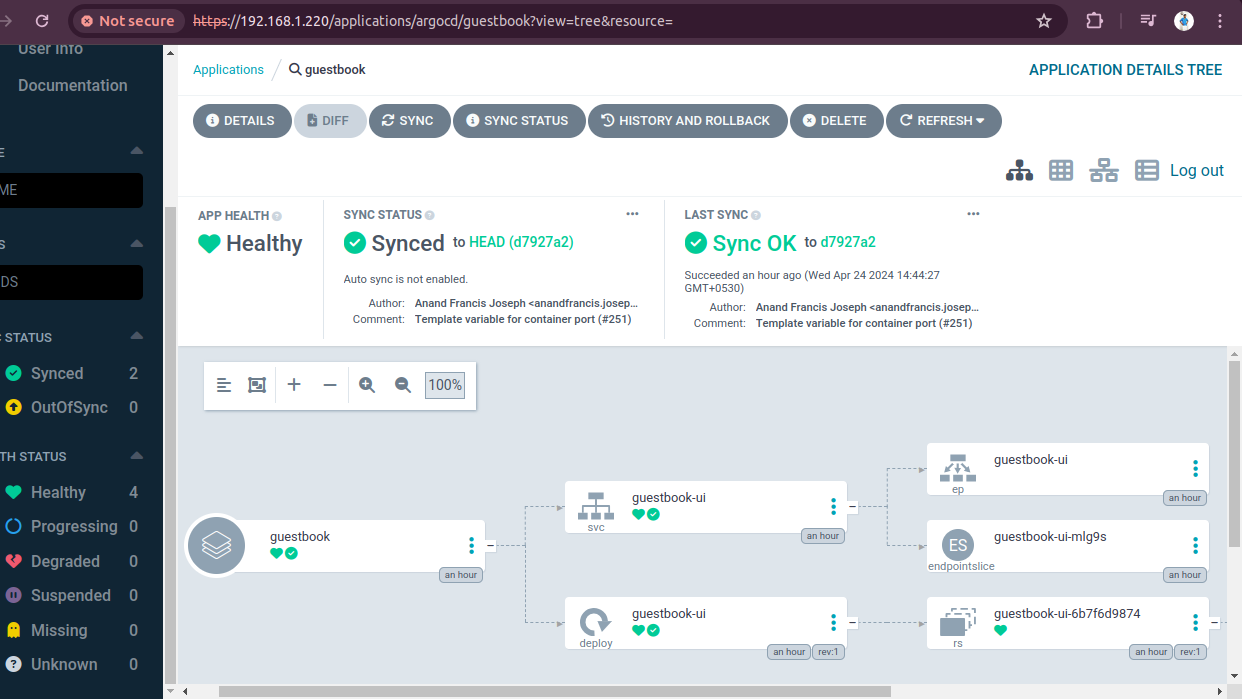 Not secure https://192.168.1.220/applications/argocd/guestbook?view=tree&resource=
User Info
Documentation
Applications / guestbook
APPLICATION DETAILS TREE
DETAILS DIFF SYNC SYNC STATUS HISTORY AND ROLLBACK DELETE REFRESH
Log out
E
ME
S
DS
C STATUS
Synced 2
OutOfSync 0
TH STATUS
Healthy 4
Progressing 0
Degraded 0
Suspended 0
Missing 0
Unknown 0
APP HEALTH
Healthy
SYNC STATUS
Synced to HEAD (d7927a2)
Auto sync is not enabled.
Author: Anand Francis Joseph <anandfrancis.josep...
Comment: Template variable for container port (#251)
LAST SYNC
Sync OK to d7927a2
Succeeded an hour ago (Wed Apr 24 2024 14:44:27
GMT+0530)
Author: Anand Francis Joseph <anandfrancis.josep...
Comment: Template variable for container port (#251)
100%
guestbook
an hour
svc
guestbook-ui
an hour
deploy
guestbook-ui
an hour rev:1
ep
guestbook-ui
an hour
ES
endpointslice
guestbook-ui-mlg9s
an hour
rs
guestbook-ui-6b7f6d9874
an hour rev:1